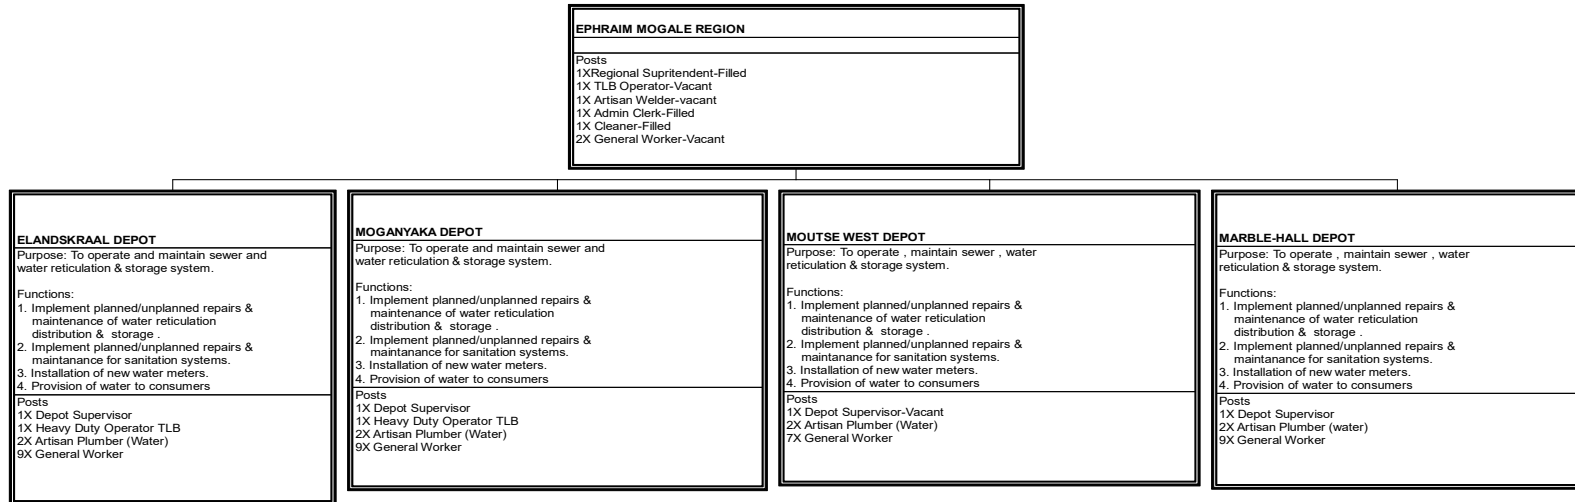 EPHRAIM MOGALE REGION
Posts
1XRegional Supritendent-Filled
1X TLB Operator-Vacant
1X Artisan Welder-vacant
1X Admin Clerk-Filled
1X Cleaner-Filled
2X General Worker-Vacant
ELANDSKRAAL DEPOT
Purpose: To operate and maintain sewer and
water reticulation & storage system.
Functions:
1. Implement planned/unplanned repairs &
maintenance of water reticulation
distribution & storage .
2. Implement planned/unplanned repairs &
maintanance for sanitation systems.
3. Installation of new water meters.
4. Provision of water to consumers
Posts
1X Depot Supervisor
1X Heavy Duty Operator TLB
2X Artisan Plumber (Water)
9X General Worker
MOGANYAKA DEPOT
Purpose: To operate and maintain sewer and
water reticulation & storage system.
Functions:
1. Implement planned/unplanned repairs &
maintenance of water reticulation
distribution & storage .
2. Implement planned/unplanned repairs &
maintanance for sanitation systems.
3. Installation of new water meters.
4. Provision of water to consumers
Posts
1X Depot Supervisor
1X Heavy Duty Operator TLB
2X Artisan Plumber (Water)
9X General Worker
MOUTSE WEST DEPOT
Purpose: To operate , maintain sewer , water
reticulation & storage system.
Functions:
1. Implement planned/unplanned repairs &
maintenance of water reticulation
distribution & storage .
2. Implement planned/unplanned repairs &
maintanance for sanitation systems.
3. Installation of new water meters.
4. Provision of water to consumers
Posts
1X Depot Supervisor-Vacant
2X Artisan Plumber (Water)
7X General Worker
MARBLE-HALL DEPOT
Purpose: To operate , maintain sewer , water
reticulation & storage system.
Functions:
1. Implement planned/unplanned repairs &
maintenance of water reticulation
distribution & storage .
2. Implement planned/unplanned repairs &
maintanance for sanitation systems.
3. Installation of new water meters.
4. Provision of water to consumers
Posts
1X Depot Supervisor
2X Artisan Plumber (water)
9X General Worker